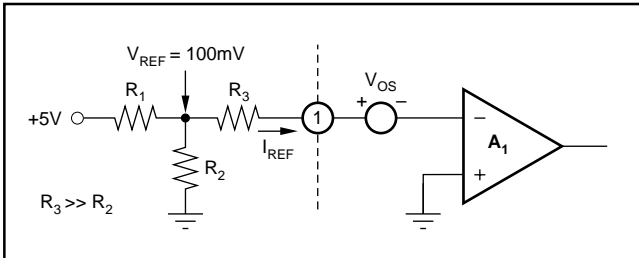 V_REF = 100mV
R_1
R_3
V_OS
+5V
1
+ −
−
A_1
+
I_REF
R_2
R_3 >> R_2